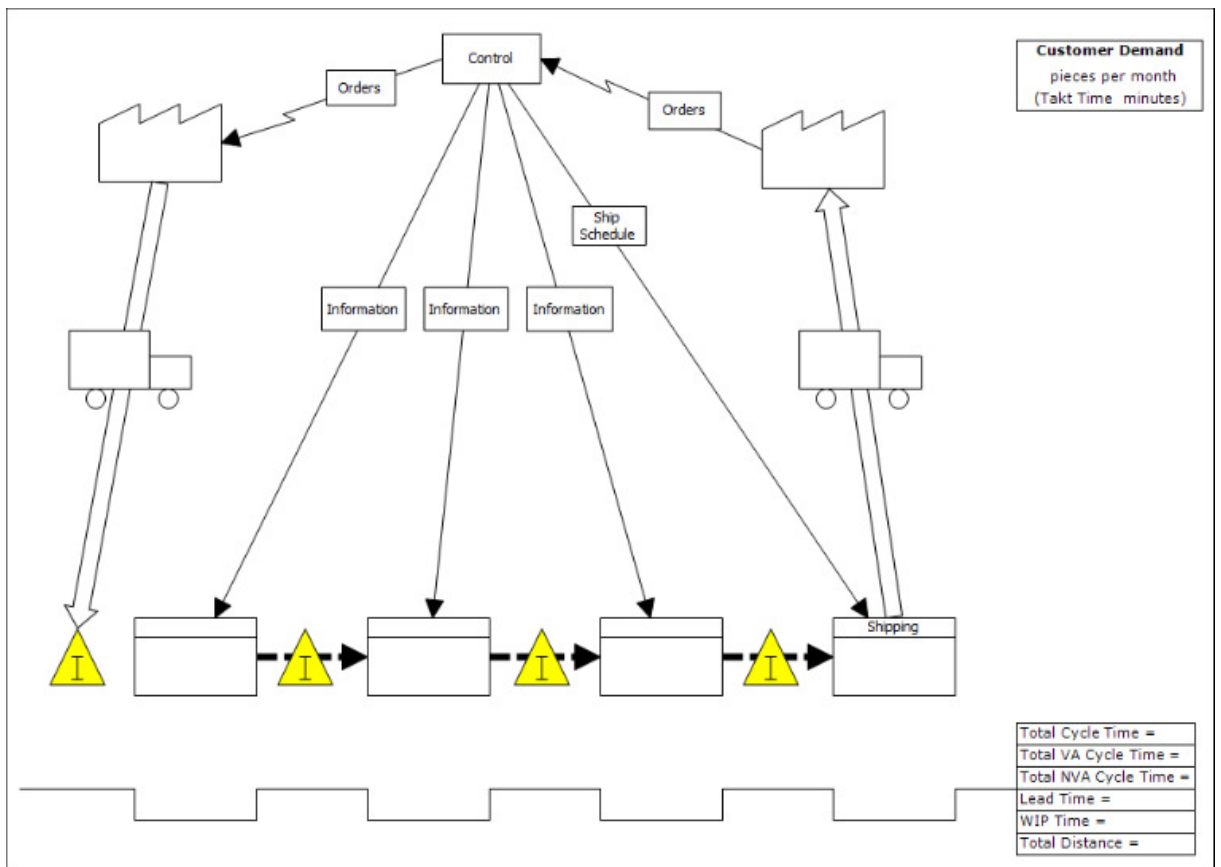 Control
Customer Demand
pieces per month
(Takt Time minutes)
Orders
Orders
Ship
Schedule
Information
Information
Information
Shipping
I
I
I
I
Total Cycle Time =
Total VA Cycle Time =
Total NVA Cycle Time =
Lead Time =
WIP Time =
Total Distance =